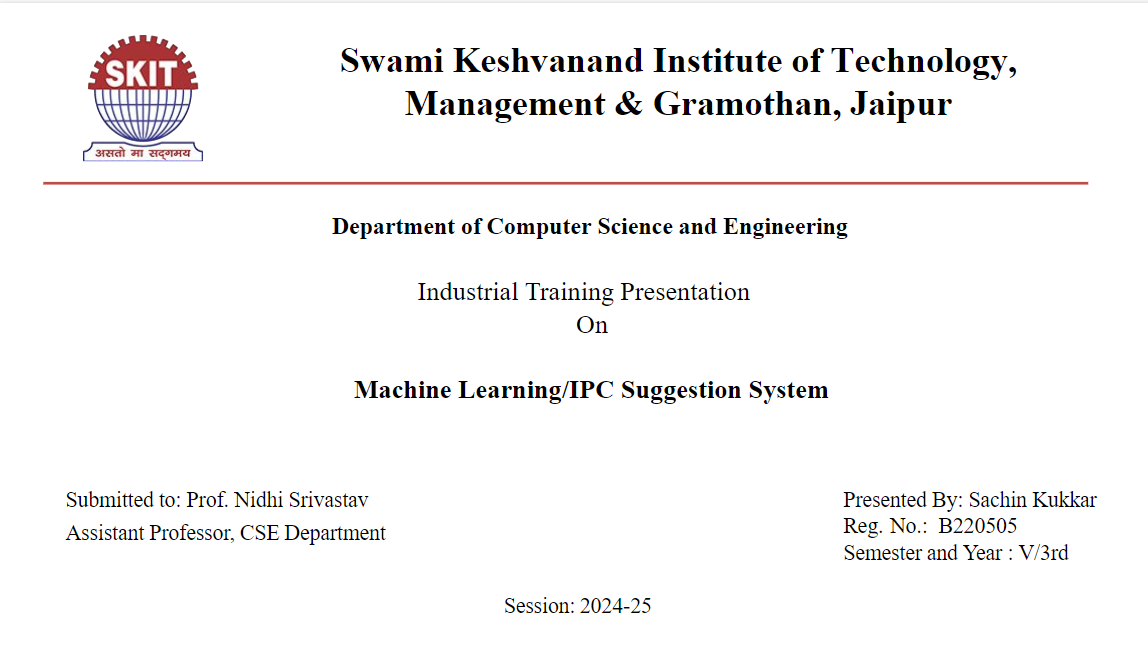 SKIT
असतो मा सद्गमय
Swami Keshvanand Institute of Technology,
Management & Gramothan, Jaipur
Department of Computer Science and Engineering
Industrial Training Presentation
On
Machine Learning/IPC Suggestion System
Submitted to: Prof. Nidhi Srivastav
Assistant Professor, CSE Department
Presented By: Sachin Kukkar
Reg. No.: B220505
Semester and Year : V/3rd
Session: 2024-25